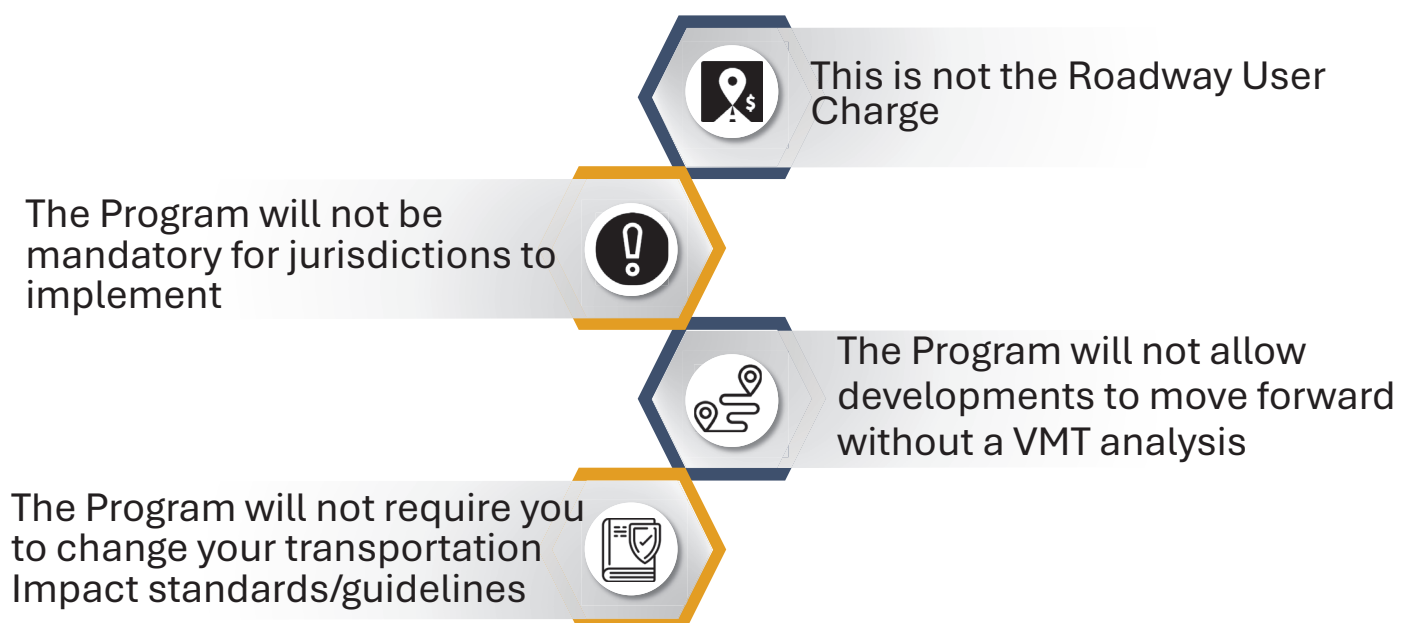 This is not the Roadway User
Charge
The Program will not be
mandatory for jurisdictions to
implement
The Program will not allow
developments to move forward
without a VMT analysis
The Program will not require you
to change your transportation
Impact standards/guidelines